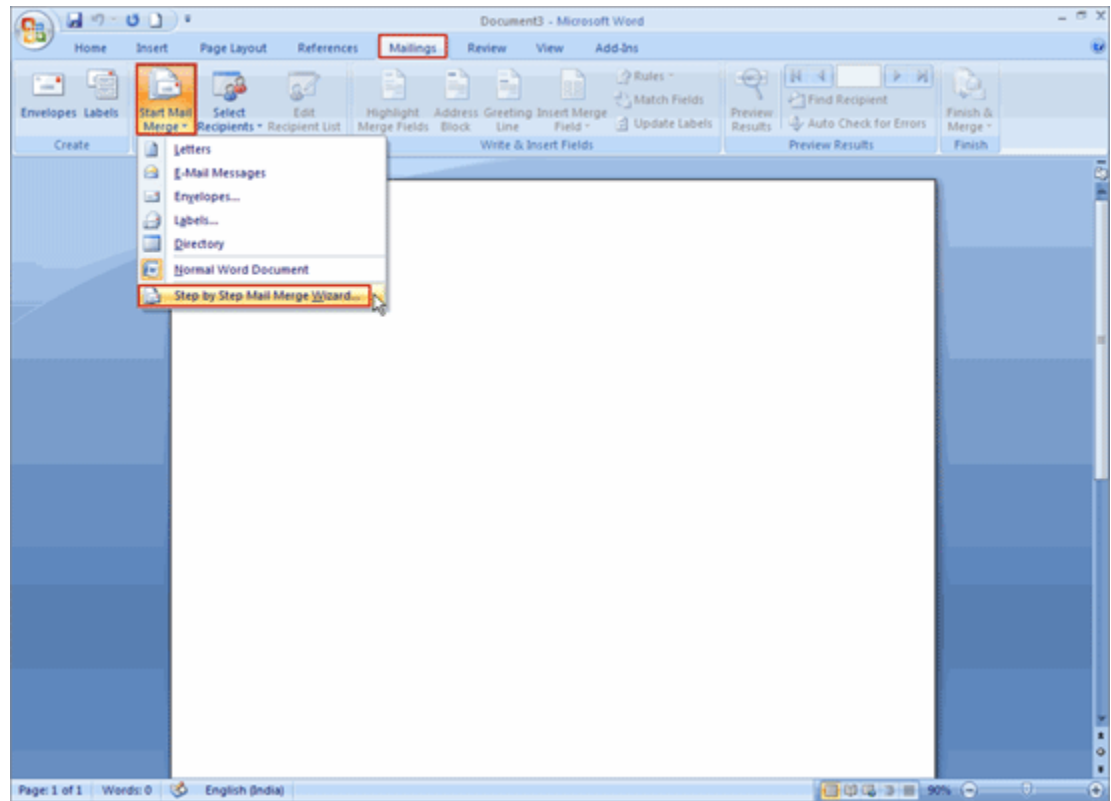 Document3 - Microsoft Word
Home Insert Page Layout References Mailings Review View Add-Ins
Envelopes Labels
Create
Start Mail
Merge
Select
Recipients
Edit
Recipient List
Highlight
Merge Fields
Address
Block
Greeting
Line
Insert Merge
Field
Rules
Match Fields
Update Labels
Write & Insert Fields
Preview
Results
Find Recipient
Auto Check for Errors
Preview Results
Finish &
Merge
Finish
Letters
E-Mail Messages
Envelopes...
Labels...
Directory
Normal Word Document
Step by Step Mail Merge Wizard...
Page: 1 of 1 Words: 0 English (India) 90%